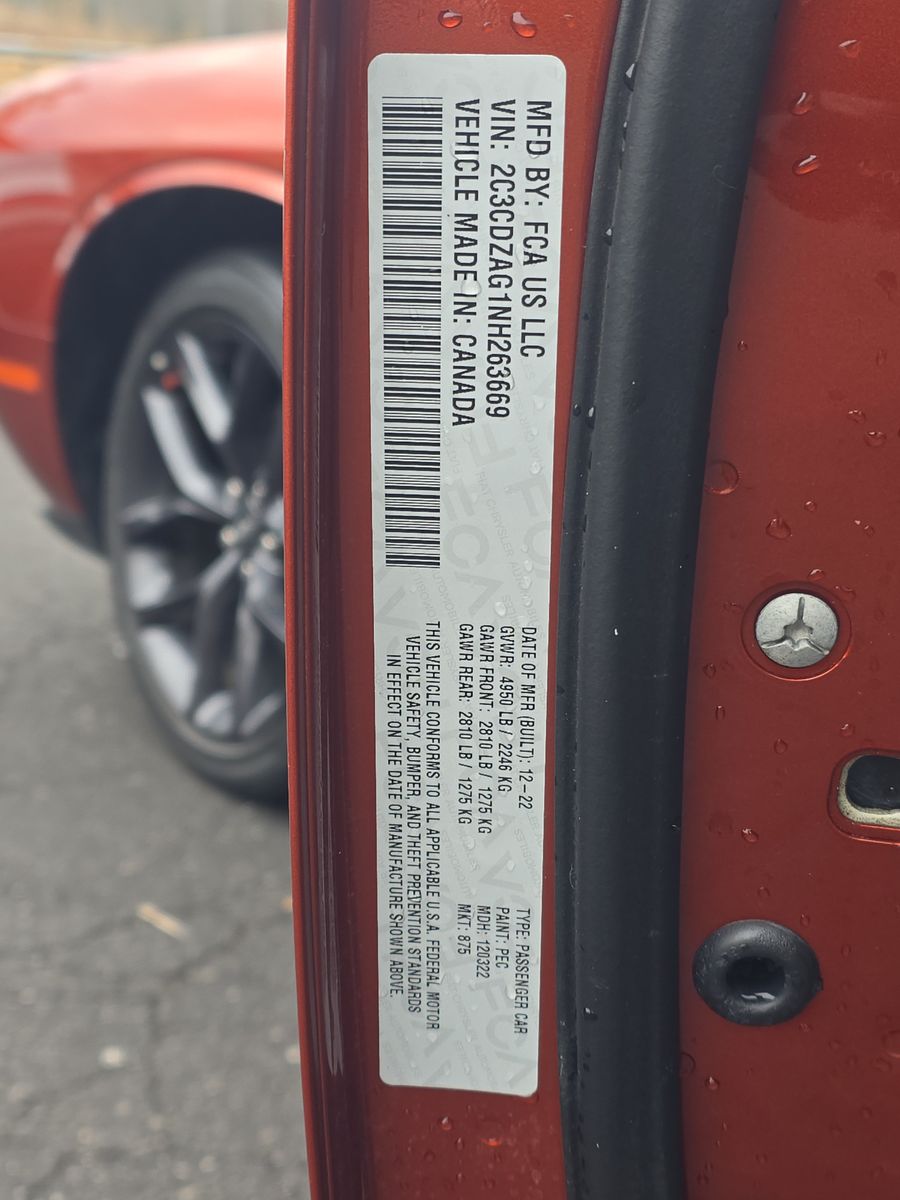 MFD BY: FCA US LLC
VIN: 2C3CDZAG1NH263669
VEHICLE MADE IN: CANADA
DATE OF MFR (BUILT): 12-22
GVWR: 4950 LB / 2246 KG
GAWR FRONT: 2810 LB / 1275 KG
GAWR REAR: 2810 LB / 1275 KG
TYPE: PASSENGER CAR
PAINT: PEC
MDH: 120322
MKT: 875
THIS VEHICLE CONFORMS TO ALL APPLICABLE U.S.A. FEDERAL MOTOR
VEHICLE SAFETY, BUMPER, AND THEFT PREVENTION STANDARDS
IN EFFECT ON THE DATE OF MANUFACTURE SHOWN ABOVE.
FCA